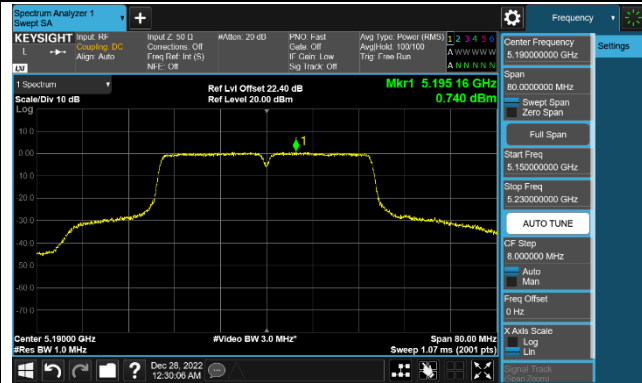 Spectrum Analyzer 1
Swept SA
Frequency
KEYSIGHT
L
LXI
Input: RF
Coupling: DC
Align: Auto
Input Z: 50 Ω
Corrections: Off
Freq Ref: Int (S)
NFE: Off
#Atten: 20 dB
PNO: Fast
Gate: Off
IF Gain: Low
Sig Track: Off
Avg Type: Power (RMS)
Avg|Hold: 100/100
Trig: Free Run
1 2 3 4 5 6
A W W W W W
A N N N N N
1 Spectrum
Scale/Div 10 dB
Log
Ref Lvl Offset 22.40 dB
Ref Level 20.00 dBm
Mkr1 5.195 16 GHz
0.740 dBm
1
10.0
0.00
-10.0
-20.0
-30.0
-40.0
-50.0
-60.0
-70.0
Center 5.19000 GHz
#Res BW 1.0 MHz
#Video BW 3.0 MHz*
Span 80.00 MHz
Sweep 1.07 ms (2001 pts)
Dec 28, 2022
12:30:06 AM
Settings
Center Frequency
5.190000000 GHz
Span
80.0000000 MHz
Swept Span
Zero Span
Full Span
Start Freq
5.150000000 GHz
Stop Freq
5.230000000 GHz
AUTO TUNE
CF Step
8.000000 MHz
Auto
Man
Freq Offset
0 Hz
X Axis Scale
Log
Lin
Signal Track
(Span Zoom)